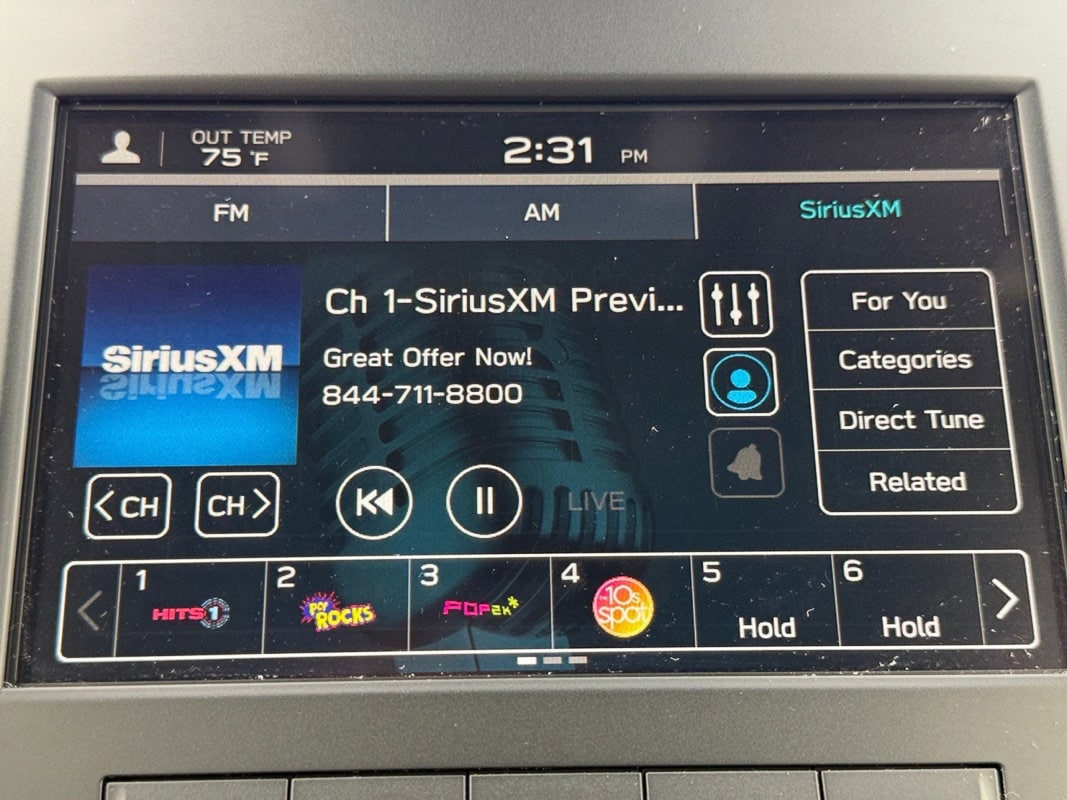 OUT TEMP
75 °F
2:31 PM
FM
AM
SiriusXM
SiriusXM
Ch 1-SiriusXM Previ...
Great Offer Now!
844-711-8800
For You
Categories
Direct Tune
Related
< CH
CH >
LIVE
1
HITS 1
2
POP ROCKS
3
POP2K
4
THE 10s spot
5
Hold
6
Hold